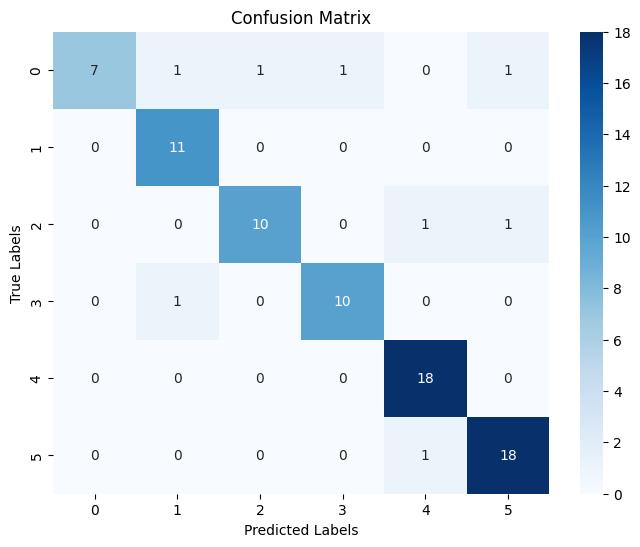 Confusion Matrix
True Labels
0 7 1 1 1 0 1
1 0 11 0 0 0 0
2 0 0 10 0 1 1
3 0 1 0 10 0 0
4 0 0 0 0 18 0
5 0 0 0 0 1 18
0 1 2 3 4 5
Predicted Labels
18
16
14
12
10
8
6
4
2
0